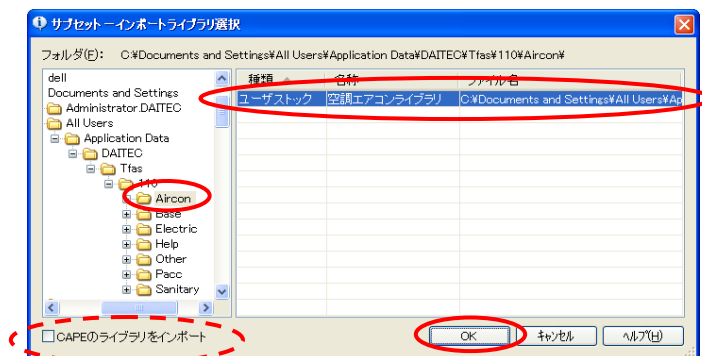 サブセット－インポートライブラリ選択
フォルダ(F): C:¥Documents and Settings¥All Users¥Application Data¥DAITEC¥Tfas¥110¥Aircon¥
dell
Documents and Settings
Administrator.DAITEC
All Users
Application Data
DAITEC
Tfas
110
Aircon
Base
Electric
Help
Other
Pacc
Sanitary
種類 名称 ファイル名
ユーザストック 空調エアコンライブラリ C:¥Documents and Settings¥All Users¥Ap
CAPEのライブラリをインポート
OK キャンセル ヘルプ(H)